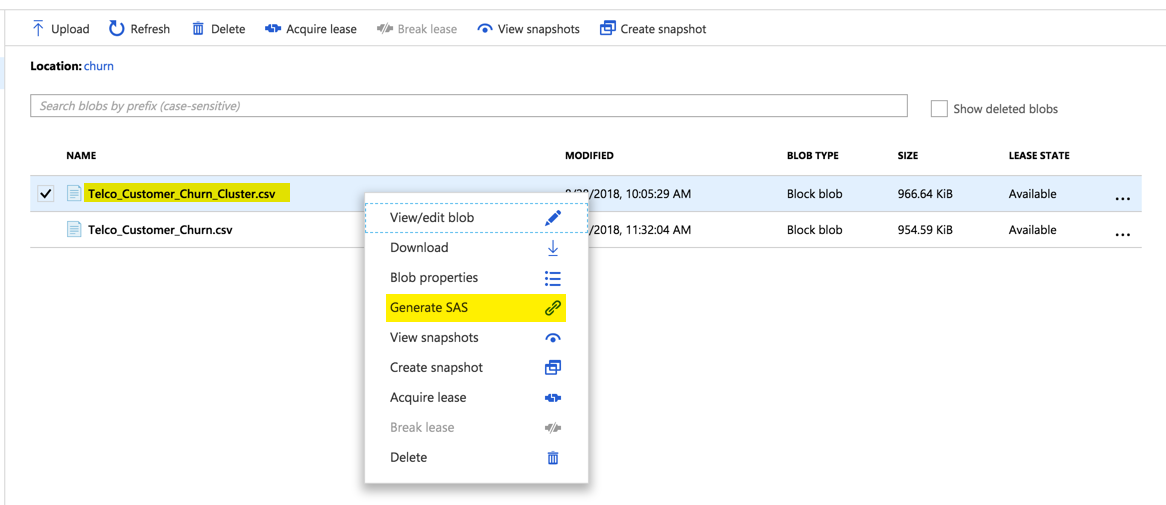 Upload Refresh Delete Acquire lease Break lease View snapshots Create snapshot
Location: churn
Search blobs by prefix (case-sensitive)
Show deleted blobs
NAME MODIFIED BLOB TYPE SIZE LEASE STATE
Telco_Customer_Churn_Cluster.csv /2018, 10:05:29 AM Block blob 966.64 KiB Available ...
Telco_Customer_Churn.csv /2018, 11:32:04 AM Block blob 954.59 KiB Available ...
View/edit blob
Download
Blob properties
Generate SAS
View snapshots
Create snapshot
Acquire lease
Break lease
Delete